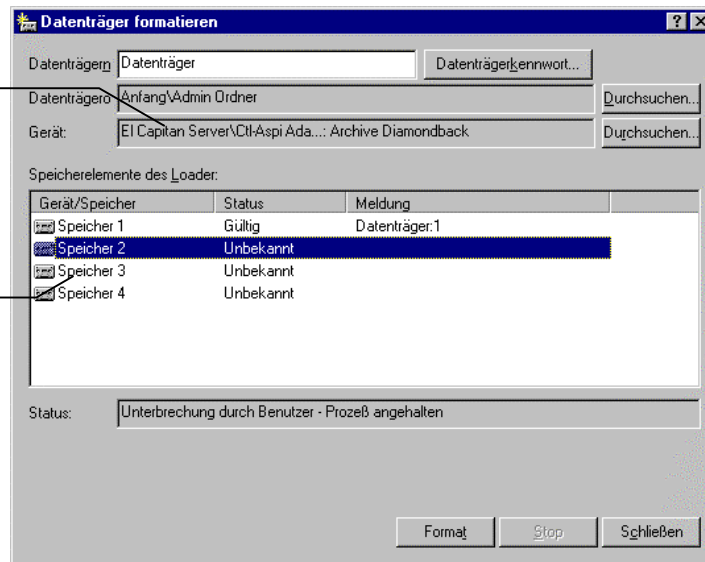 Datenträger formatieren
Datenträgern Datenträger Datenträgerkennwort...
Datenträgero Anfang\Admin Ordner Durchsuchen...
Gerät: El Capitan Server\Ctl-Aspi Ada...: Archive Diamondback Durchsuchen...
Speicherelemente des Loader:
Gerät/Speicher Status Meldung
Speicher 1 Gültig Datenträger:1
Speicher 2 Unbekannt
Speicher 3 Unbekannt
Speicher 4 Unbekannt
Status: Unterbrechung durch Benutzer - Prozeß angehalten
Format Stop Schließen